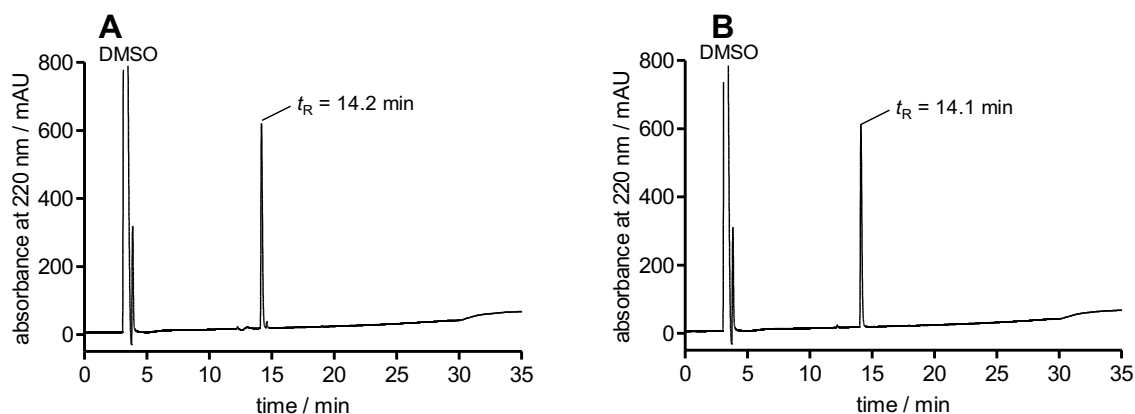 A
DMSO
absorbance at 220 nm / mAU
800
600
400
200
0
tR = 14.2 min
0 5 10 15 20 25 30 35
time / min
B
DMSO
absorbance at 220 nm / mAU
800
600
400
200
0
tR = 14.1 min
0 5 10 15 20 25 30 35
time / min